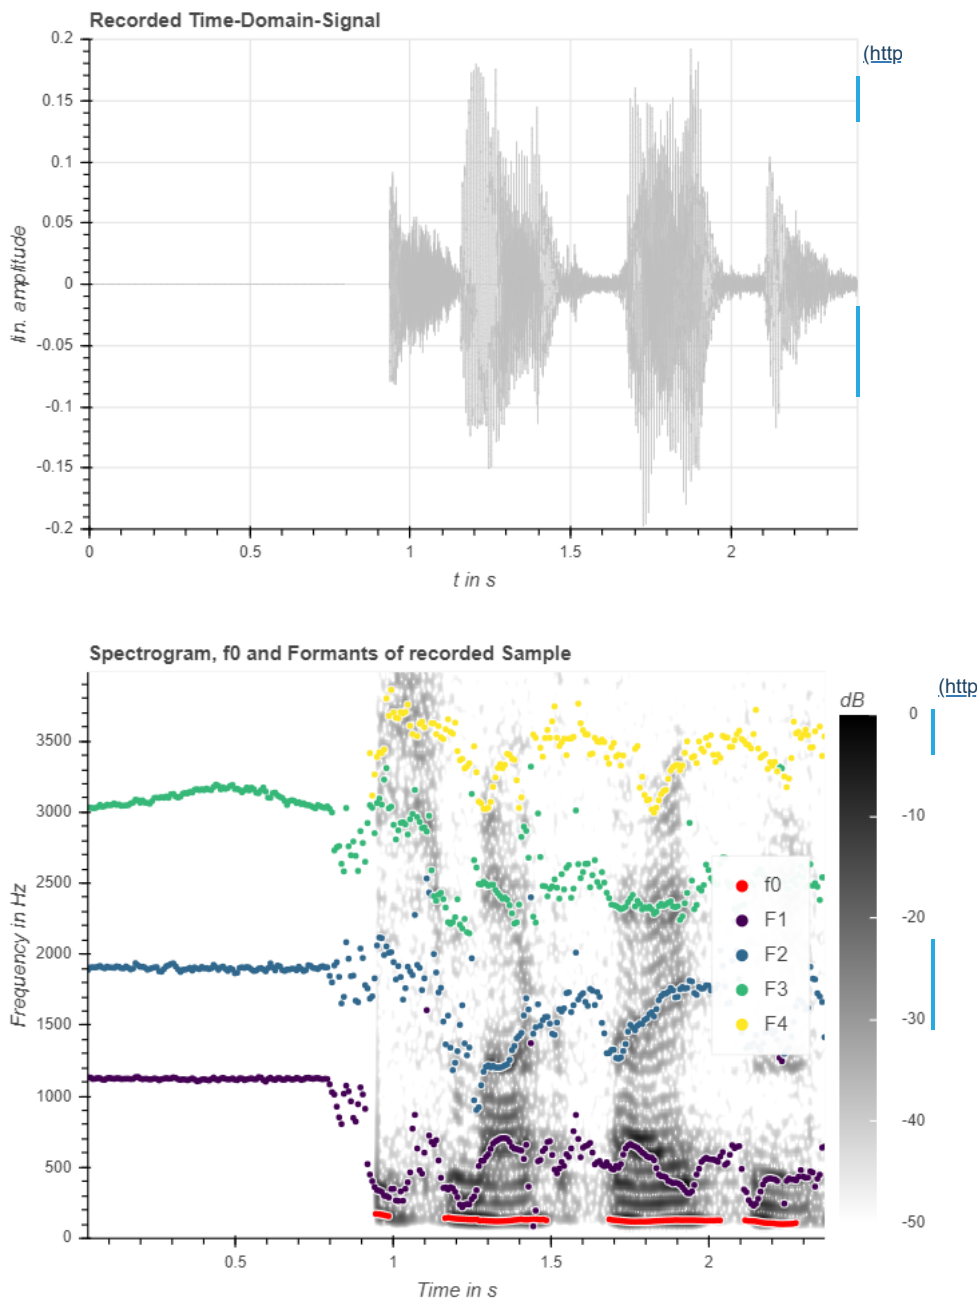 Recorded Time-Domain-Signal
(http
0.2
0.15
0.1
0.05
0
-0.05
-0.1
-0.15
-0.2
lin. amplitude
0 0.5 1 1.5 2
t in s
Spectrogram, f0 and Formants of recorded Sample
(http
dB
3500
3000
2500
2000
1500
1000
500
0
Frequency in Hz
f0
F1
F2
F3
F4
0
-10
-20
-30
-40
-50
0.5 1 1.5 2
Time in s